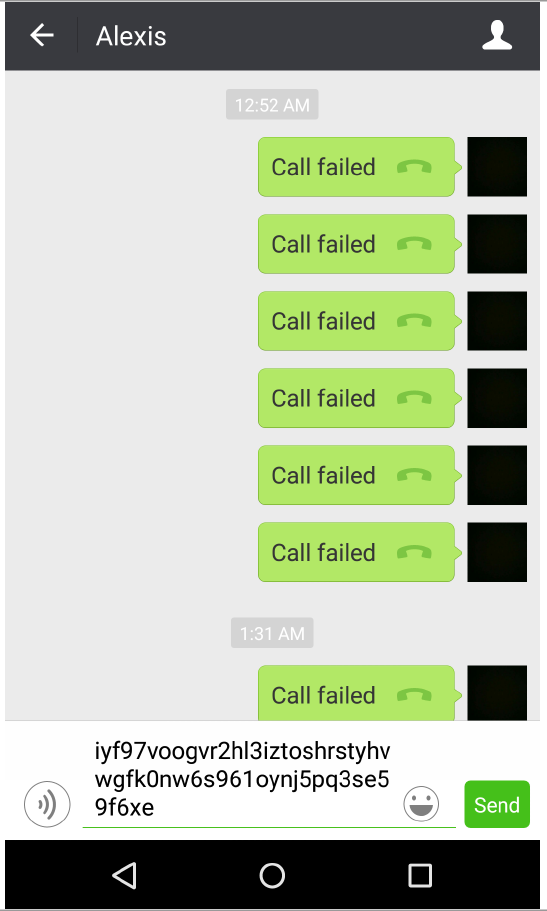 Alexis
12:52 AM
Call failed
Call failed
Call failed
Call failed
Call failed
Call failed
1:31 AM
Call failed
iyf97voogvr2hl3iztoshrstyhv
wgfk0nw6s961oynj5pq3se5
9f6xe
Send